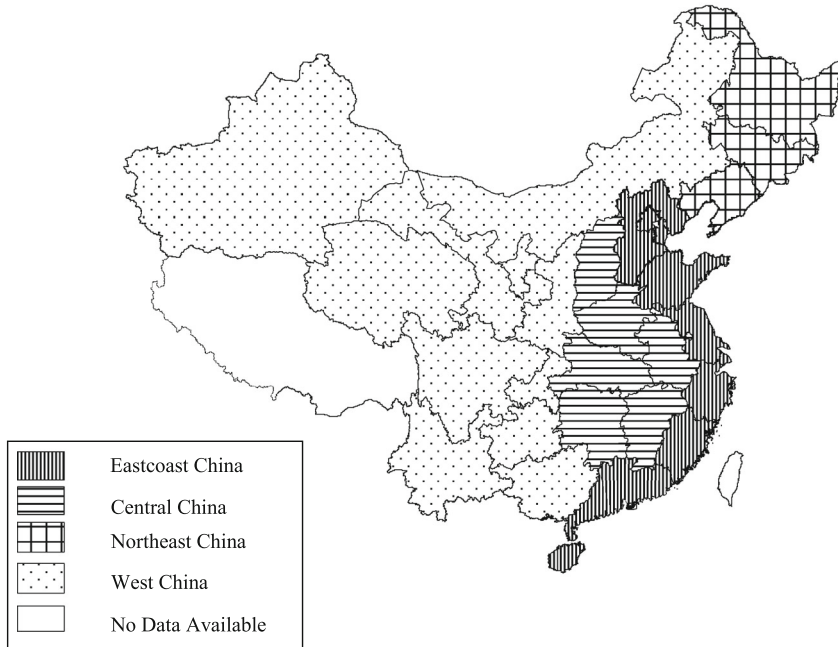 Eastcoast China
Central China
Northeast China
West China
No Data Available